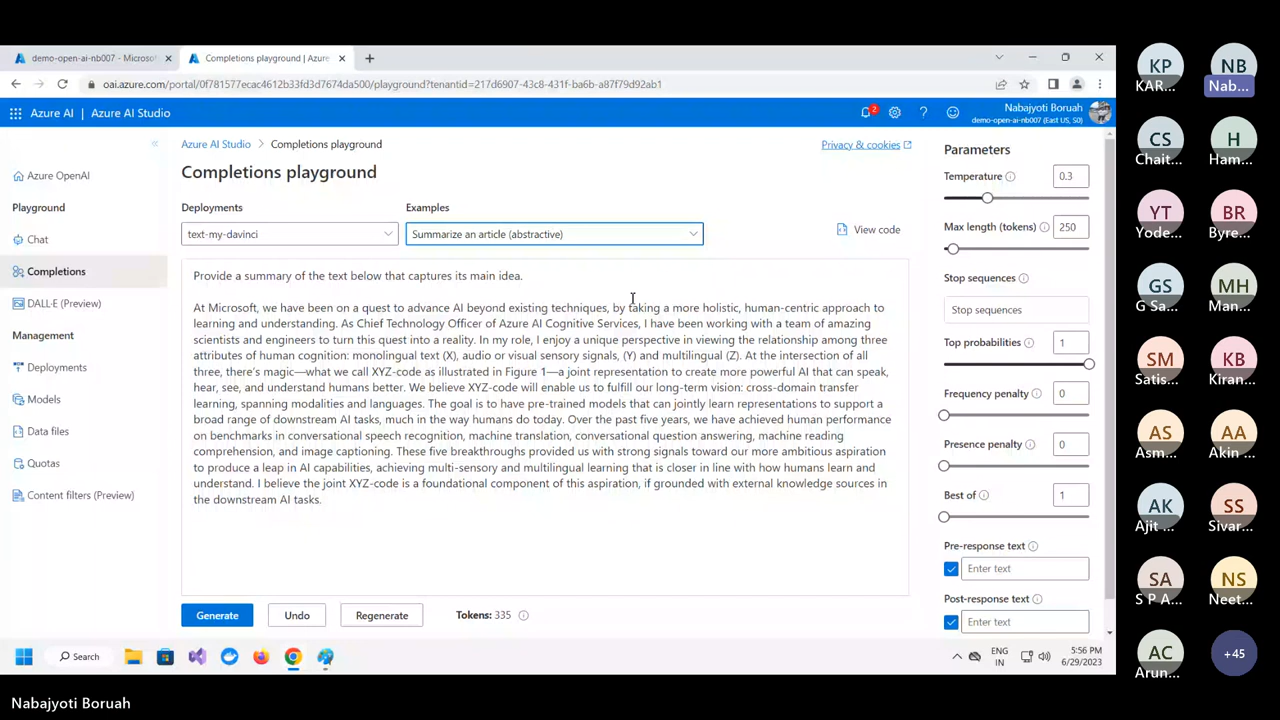 demo-open-ai-nb007 - Microso
Completions playground | Azure
oai.azure.com/portal/0f781577ecac4612b33fd3d7674da500/playground?tenantid=217d6907-43c8-431f-ba6b-a87f79d92ab1
Azure AI | Azure AI Studio
2
Nabajyoti Boruah
demo-open-ai-nb007 (East US, S0)
Azure OpenAI
Playground
Chat
Completions
DALL·E (Preview)
Management
Deployments
Models
Data files
Quotas
Content filters (Preview)
Azure AI Studio > Completions playground
Privacy & cookies
Completions playground
Deployments
Examples
text-my-davinci
Summarize an article (abstractive)
View code
Provide a summary of the text below that captures its main idea.
At Microsoft, we have been on a quest to advance AI beyond existing techniques, by taking a more holistic, human-centric approach to
learning and understanding. As Chief Technology Officer of Azure AI Cognitive Services, I have been working with a team of amazing
scientists and engineers to turn this quest into a reality. In my role, I enjoy a unique perspective in viewing the relationship among three
attributes of human cognition: monolingual text (X), audio or visual sensory signals, (Y) and multilingual (Z). At the intersection of all
three, there's magic—what we call XYZ-code as illustrated in Figure 1—a joint representation to create more powerful AI that can speak,
hear, see, and understand humans better. We believe XYZ-code will enable us to fulfill our long-term vision: cross-domain transfer
learning, spanning modalities and languages. The goal is to have pre-trained models that can jointly learn representations to support a
broad range of downstream AI tasks, much in the way humans do today. Over the past five years, we have achieved human performance
on benchmarks in conversational speech recognition, machine translation, conversational question answering, machine reading
comprehension, and image captioning. These five breakthroughs provided us with strong signals toward our more ambitious aspiration
to produce a leap in AI capabilities, achieving multi-sensory and multilingual learning that is closer in line with how humans learn and
understand. I believe the joint XYZ-code is a foundational component of this aspiration, if grounded with external knowledge sources in
the downstream AI tasks.
Generate
Undo
Regenerate
Tokens: 335
Parameters
Temperature
0.3
Max length (tokens)
250
Stop sequences
Stop sequences
Top probabilities
1
Frequency penalty
0
Presence penalty
0
Best of
1
Pre-response text
Enter text
Post-response text
Enter text
Search
ENG
IN
5:56 PM
6/29/2023
KP
KAR...
NB
Nab...
CS
Chait...
H
Ham...
YT
Yode...
BR
Byre...
GS
G Sa...
MH
Man...
SM
Satis...
KB
Kiran...
AS
Asm...
AA
Akin ...
AK
Ajit ...
SS
Sivar...
SA
S P A...
NS
Neet...
AC
Arun...
+45
Nabajyoti Boruah